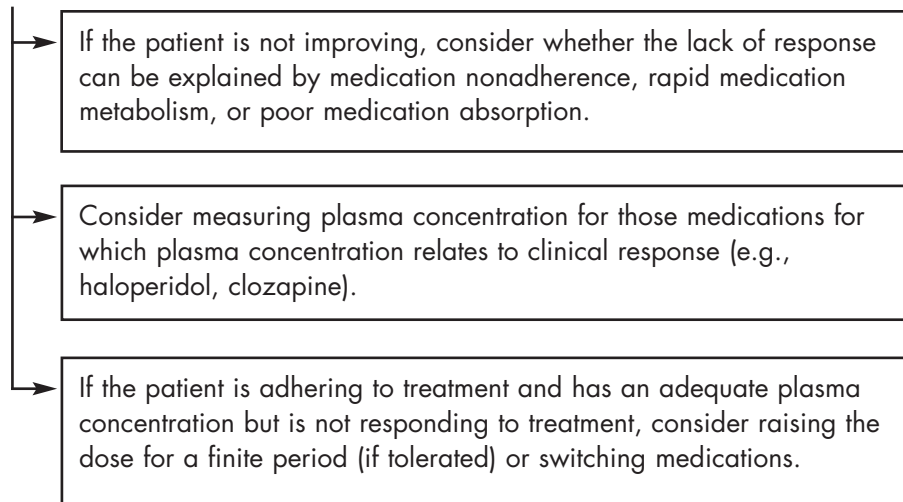 If the patient is not improving, consider whether the lack of response
can be explained by medication nonadherence, rapid medication
metabolism, or poor medication absorption.
Consider measuring plasma concentration for those medications for
which plasma concentration relates to clinical response (e.g.,
haloperidol, clozapine).
If the patient is adhering to treatment and has an adequate plasma
concentration but is not responding to treatment, consider raising the
dose for a finite period (if tolerated) or switching medications.